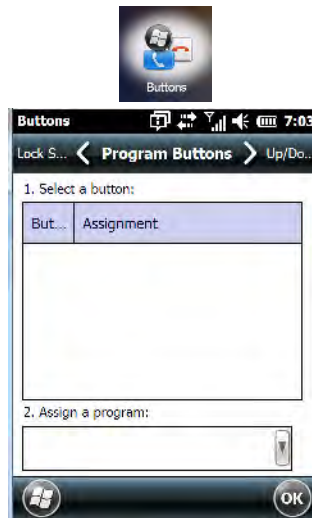 Buttons
Buttons 7:03
Lock S... Program Buttons Up/Do...
1. Select a button:
But... Assignment
2. Assign a program:
OK